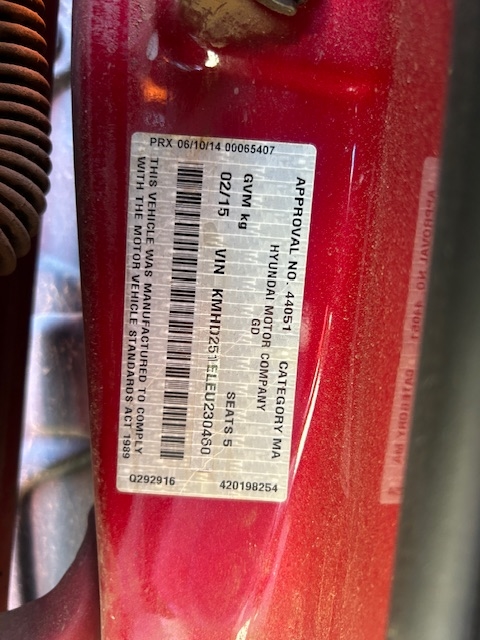 PRX 06/10/14 00065407
APPROVAL NO. 44051 CATEGORY MA
HYUNDAI MOTOR COMPANY
GD
GVM kg
02/15 VIN KMHD251ELEU230460
SEATS 5
THIS VEHICLE WAS MANUFACTURED TO COMPLY
WITH THE MOTOR VEHICLE STANDARDS ACT 1989
Q292916 420198254